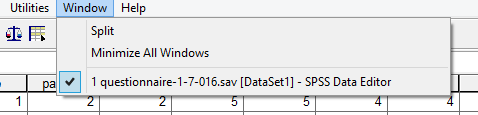 Utilities Window Help
Split
Minimize All Windows
1 questionnaire-1-7-016.sav [DataSet1] - SPSS Data Editor
pa
1 2 2 5 5 4 4